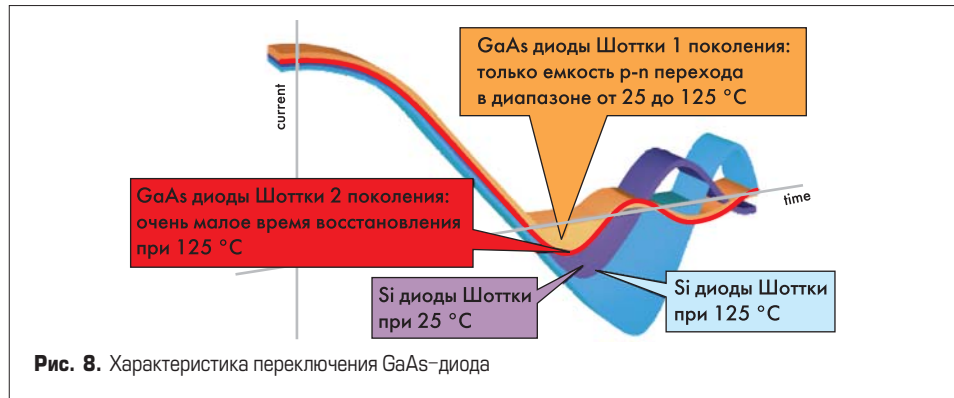 GaAs диоды Шоттки 1 поколения:
только емкость p-n перехода
в диапазоне от 25 до 125 °C
current
GaAs диоды Шоттки 2 поколения:
очень малое время восстановления
при 125 °C
time
Si диоды Шоттки
при 25 °C
Si диоды Шоттки
при 125 °C
Рис. 8. Характеристика переключения GaAs–диода